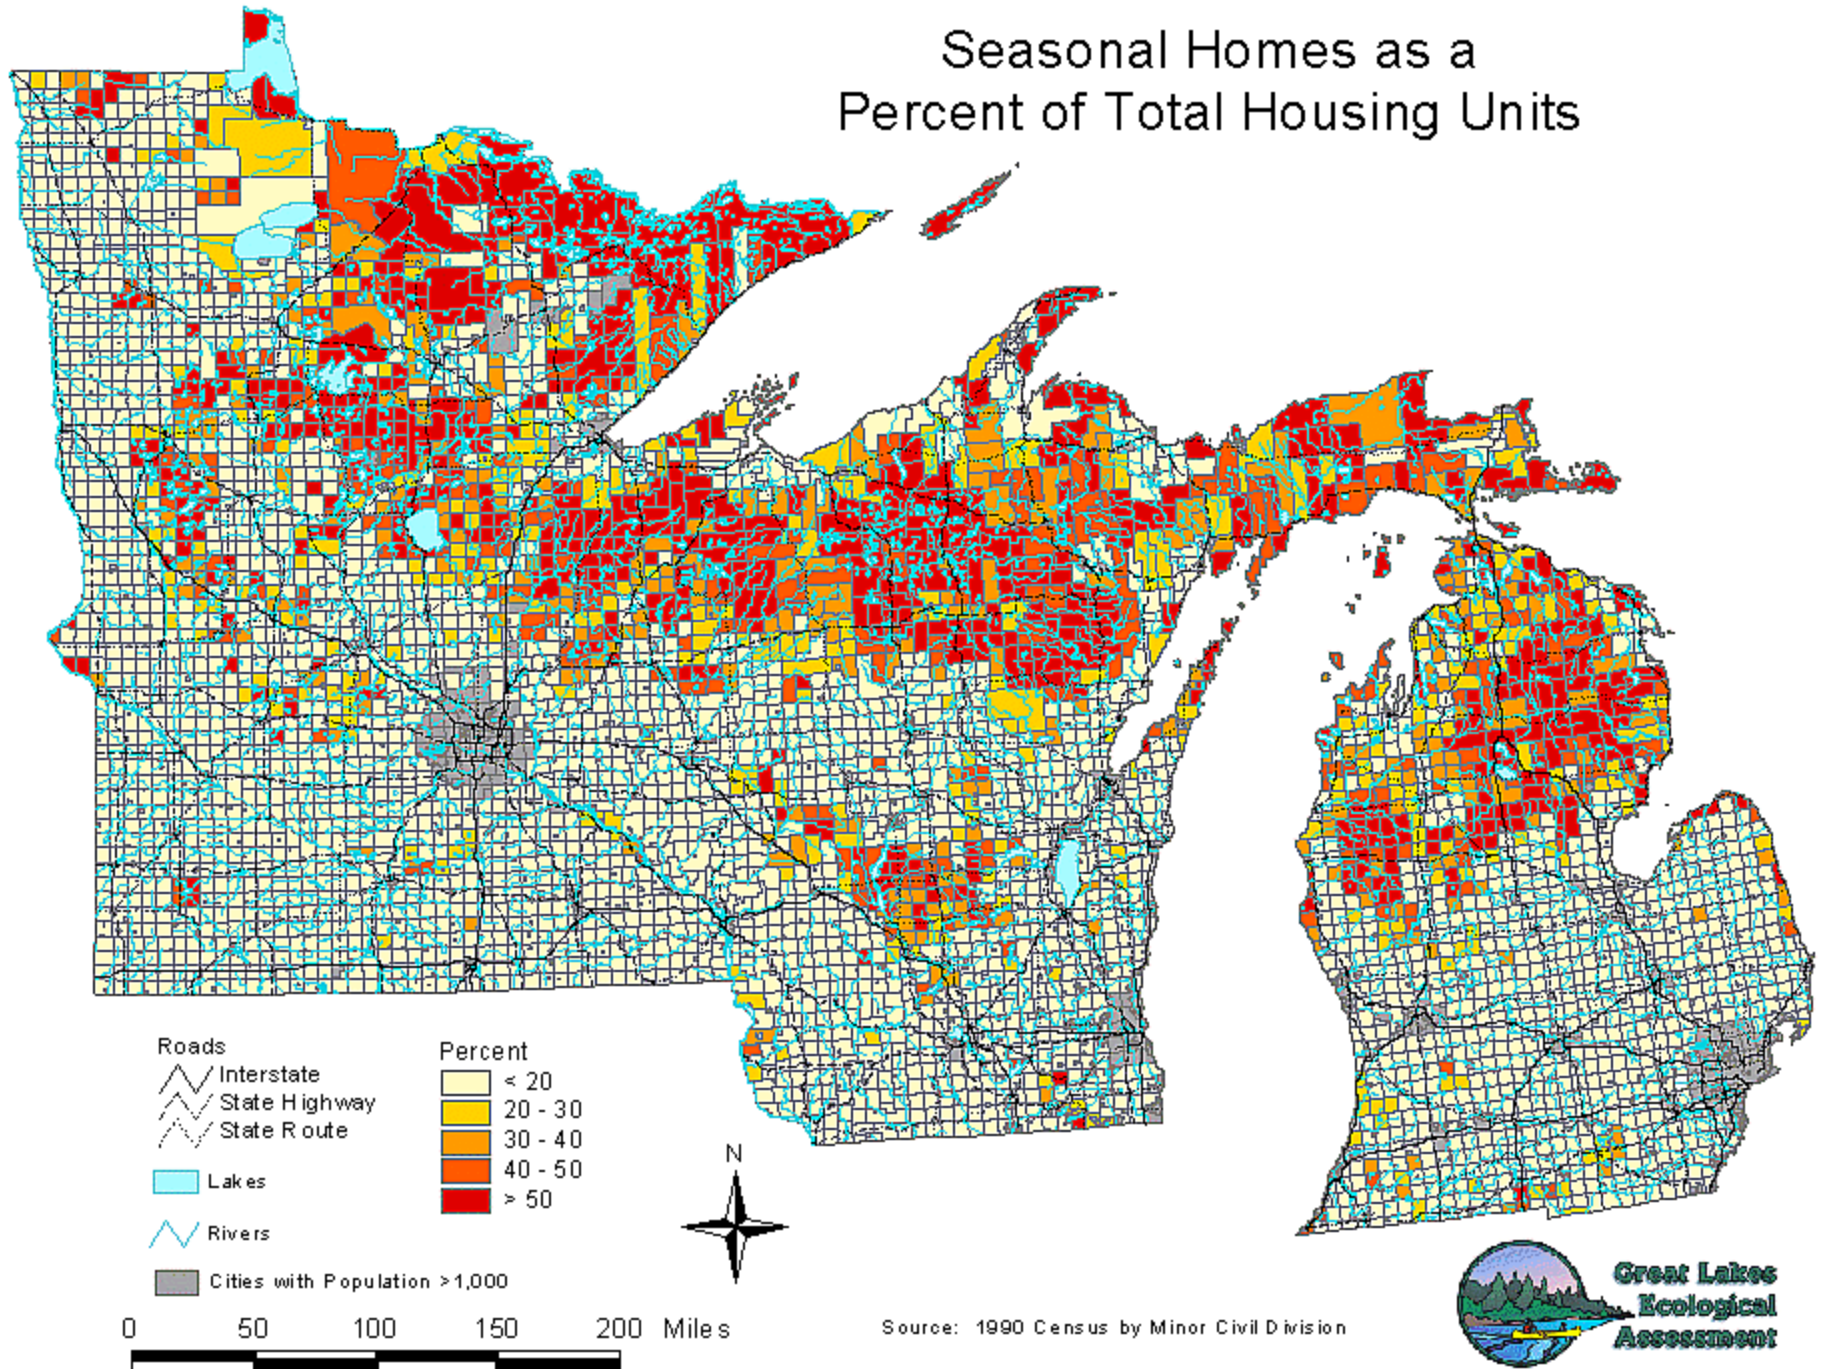 Seasonal Homes as a
Percent of Total Housing Units
Roads
Interstate
State Highway
State Route
Lakes
Rivers
Cities with Population >1,000
Percent
< 20
20 - 30
30 - 40
40 - 50
> 50
N
0 50 100 150 200 Miles
Source: 1990 Census by Minor Civil Division
Great Lakes
Ecological
Assessment